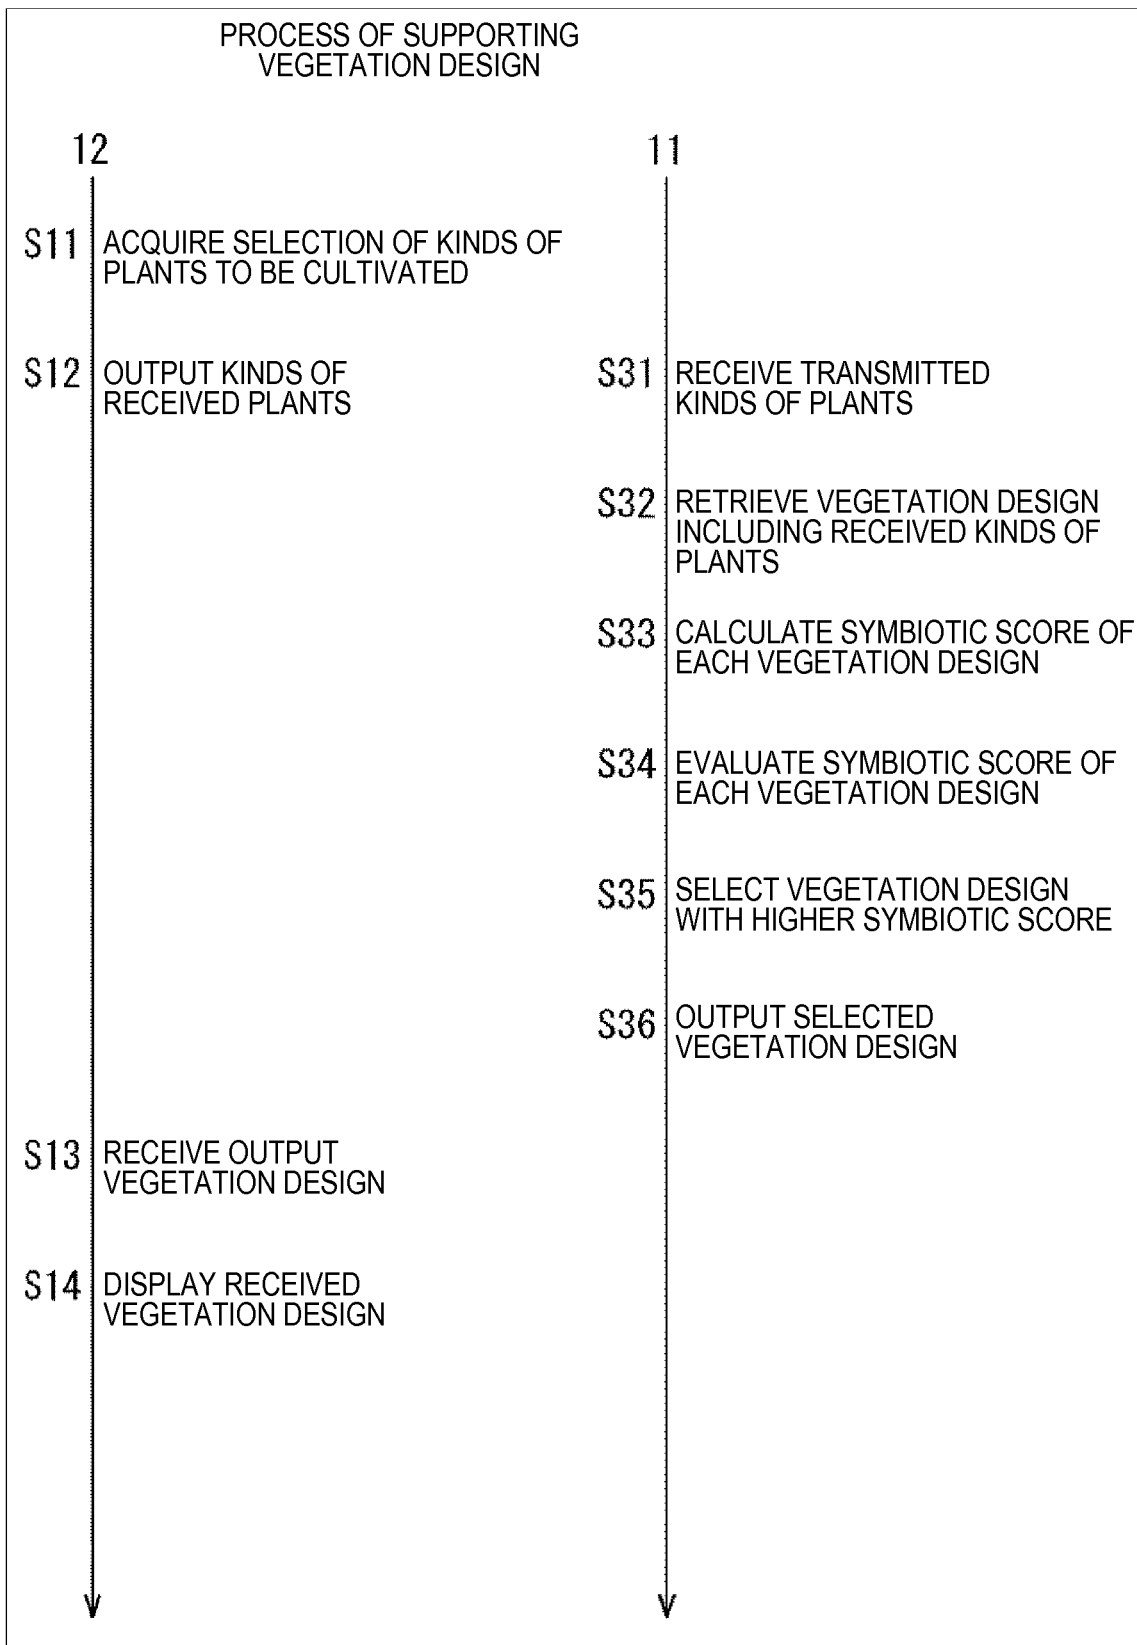 PROCESS OF SUPPORTING
VEGETATION DESIGN
12
11
S11 ACQUIRE SELECTION OF KINDS OF
PLANTS TO BE CULTIVATED
S12 OUTPUT KINDS OF
RECEIVED PLANTS
S31 RECEIVE TRANSMITTED
KINDS OF PLANTS
S32 RETRIEVE VEGETATION DESIGN
INCLUDING RECEIVED KINDS OF
PLANTS
S33 CALCULATE SYMBIOTIC SCORE OF
EACH VEGETATION DESIGN
S34 EVALUATE SYMBIOTIC SCORE OF
EACH VEGETATION DESIGN
S35 SELECT VEGETATION DESIGN
WITH HIGHER SYMBIOTIC SCORE
S36 OUTPUT SELECTED
VEGETATION DESIGN
S13 RECEIVE OUTPUT
VEGETATION DESIGN
S14 DISPLAY RECEIVED
VEGETATION DESIGN